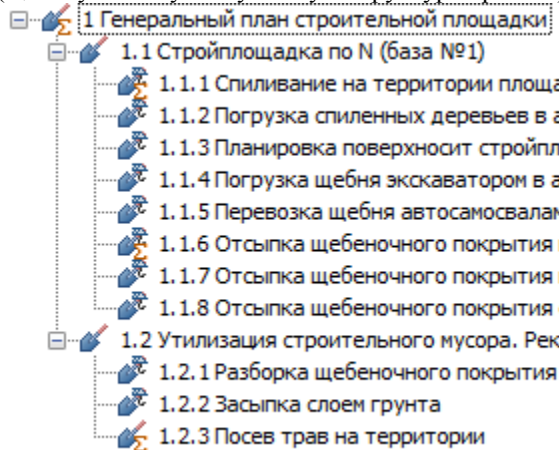 1 Генеральный план строительной площадки
1.1 Стройплощадка по N (база №1)
1.1.1 Спиливание на территории площа
1.1.2 Погрузка спиленных деревьев в а
1.1.3 Планировка поверхносит стройпл
1.1.4 Погрузка щебня экскаватором в а
1.1.5 Перевозка щебня автосамосвалам
1.1.6 Отсыпка щебеночного покрытия
1.1.7 Отсыпка щебеночного покрытия
1.1.8 Отсыпка щебеночного покрытия
1.2 Утилизация строительного мусора. Рек
1.2.1 Разборка щебеночного покрытия
1.2.2 Засыпка слоем грунта
1.2.3 Посев трав на территории